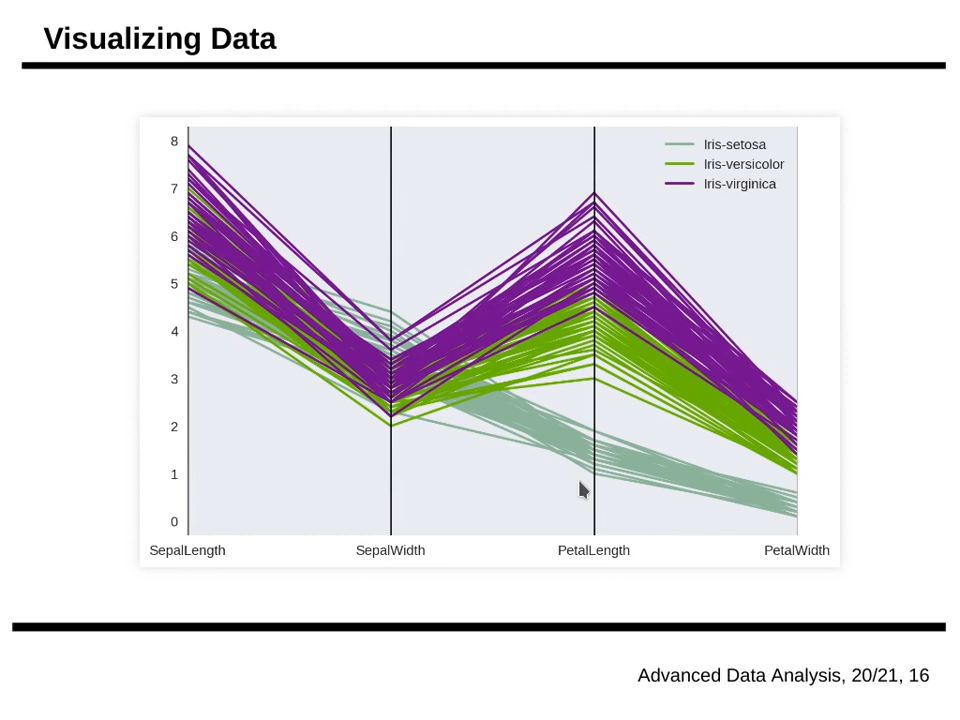 Visualizing Data
Iris-setosa
Iris-versicolor
Iris-virginica
8
7
6
5
4
3
2
1
0
SepalLength SepalWidth PetalLength PetalWidth
Advanced Data Analysis, 20/21, 16